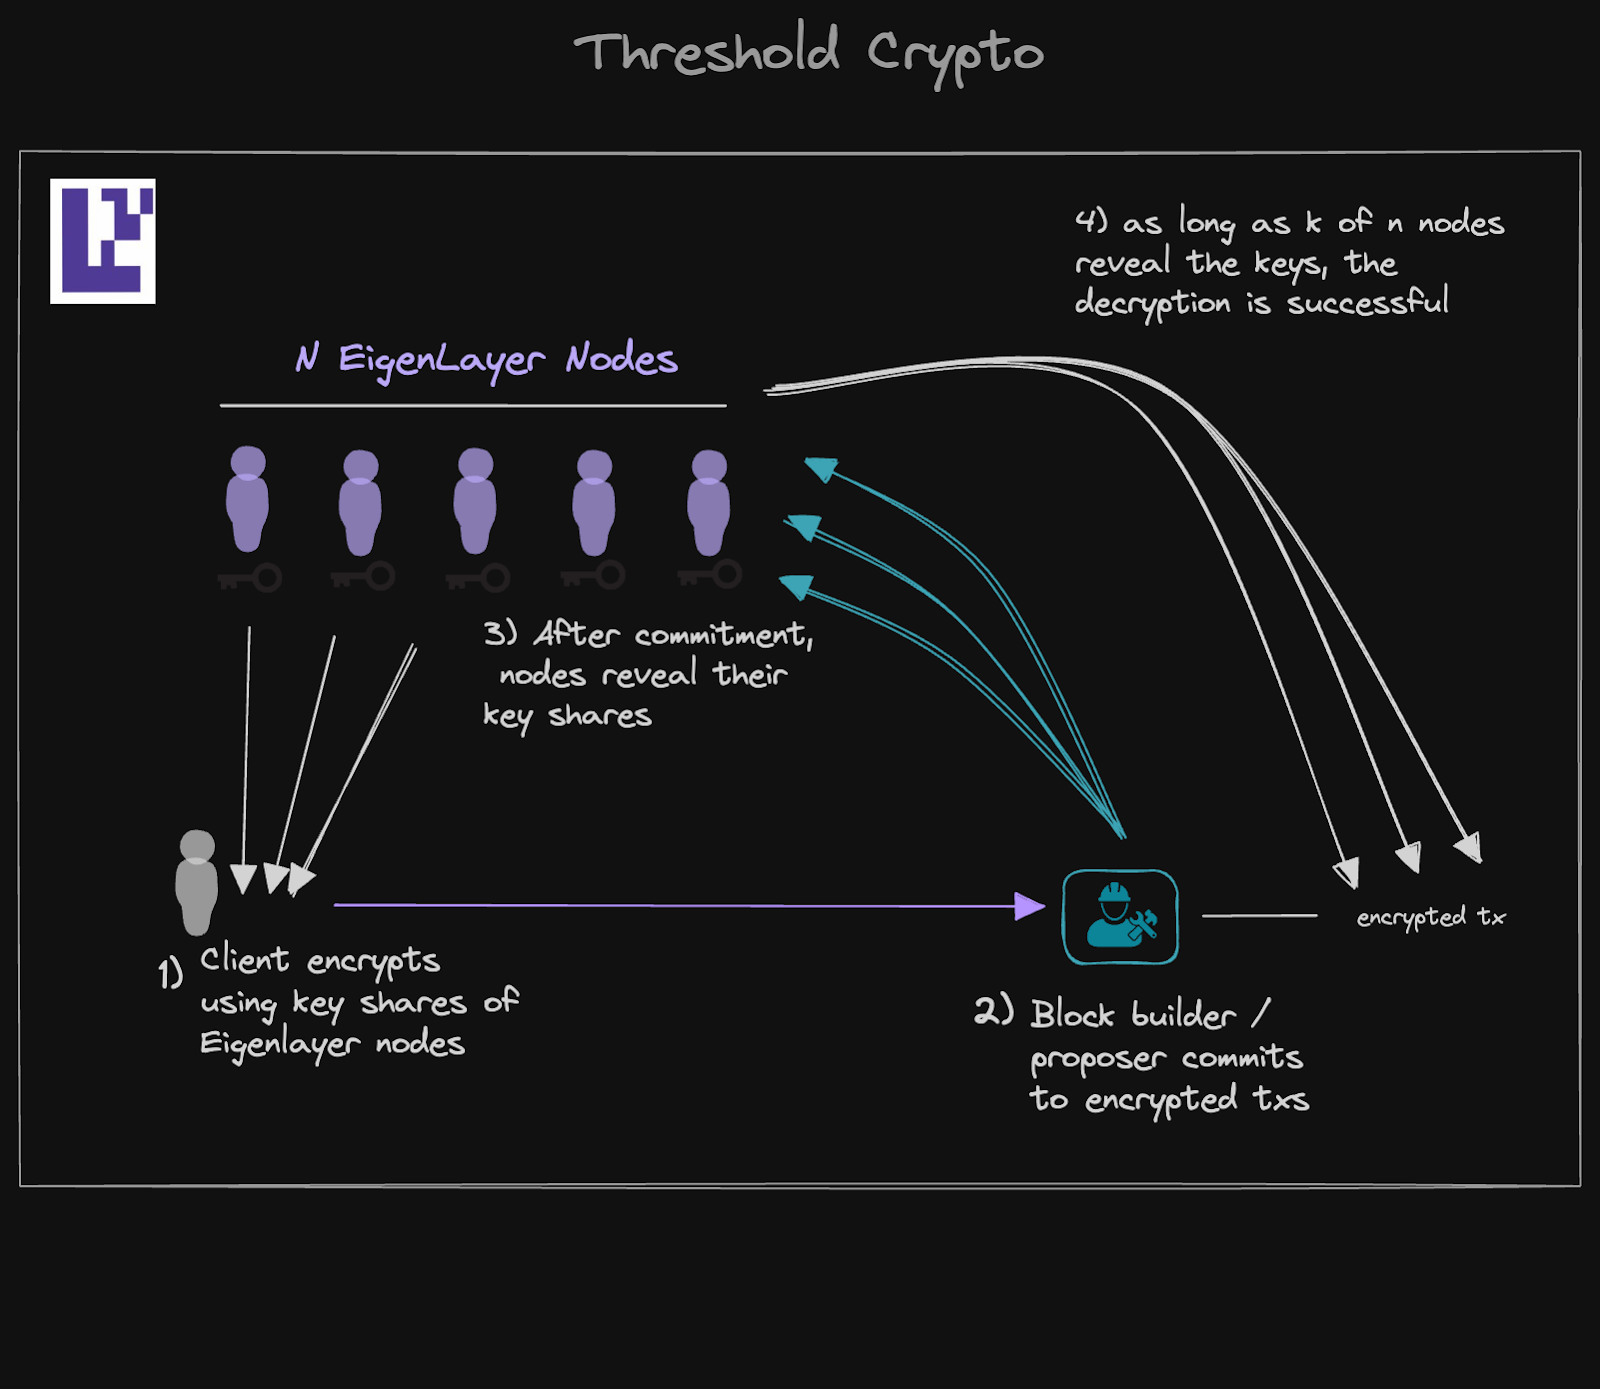 Threshold Crypto
4) as long as k of n nodes
reveal the keys, the
decryption is successful
N EigenLayer Nodes
3) After commitment,
nodes reveal their
key shares
encrypted tx
1) Client encrypts
using key shares of
Eigenlayer nodes
2) Block builder /
proposer commits
to encrypted txs